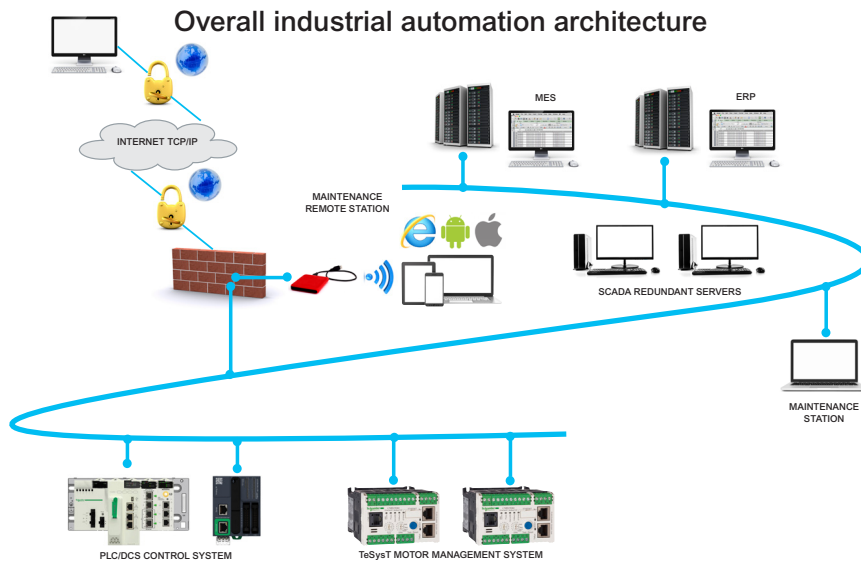 Overall industrial automation architecture
MES
ERP
INTERNET TCP/IP
MAINTENANCE
REMOTE STATION
SCADA REDUNDANT SERVERS
MAINTENANCE
STATION
PLC/DCS CONTROL SYSTEM
TeSysT MOTOR MANAGEMENT SYSTEM